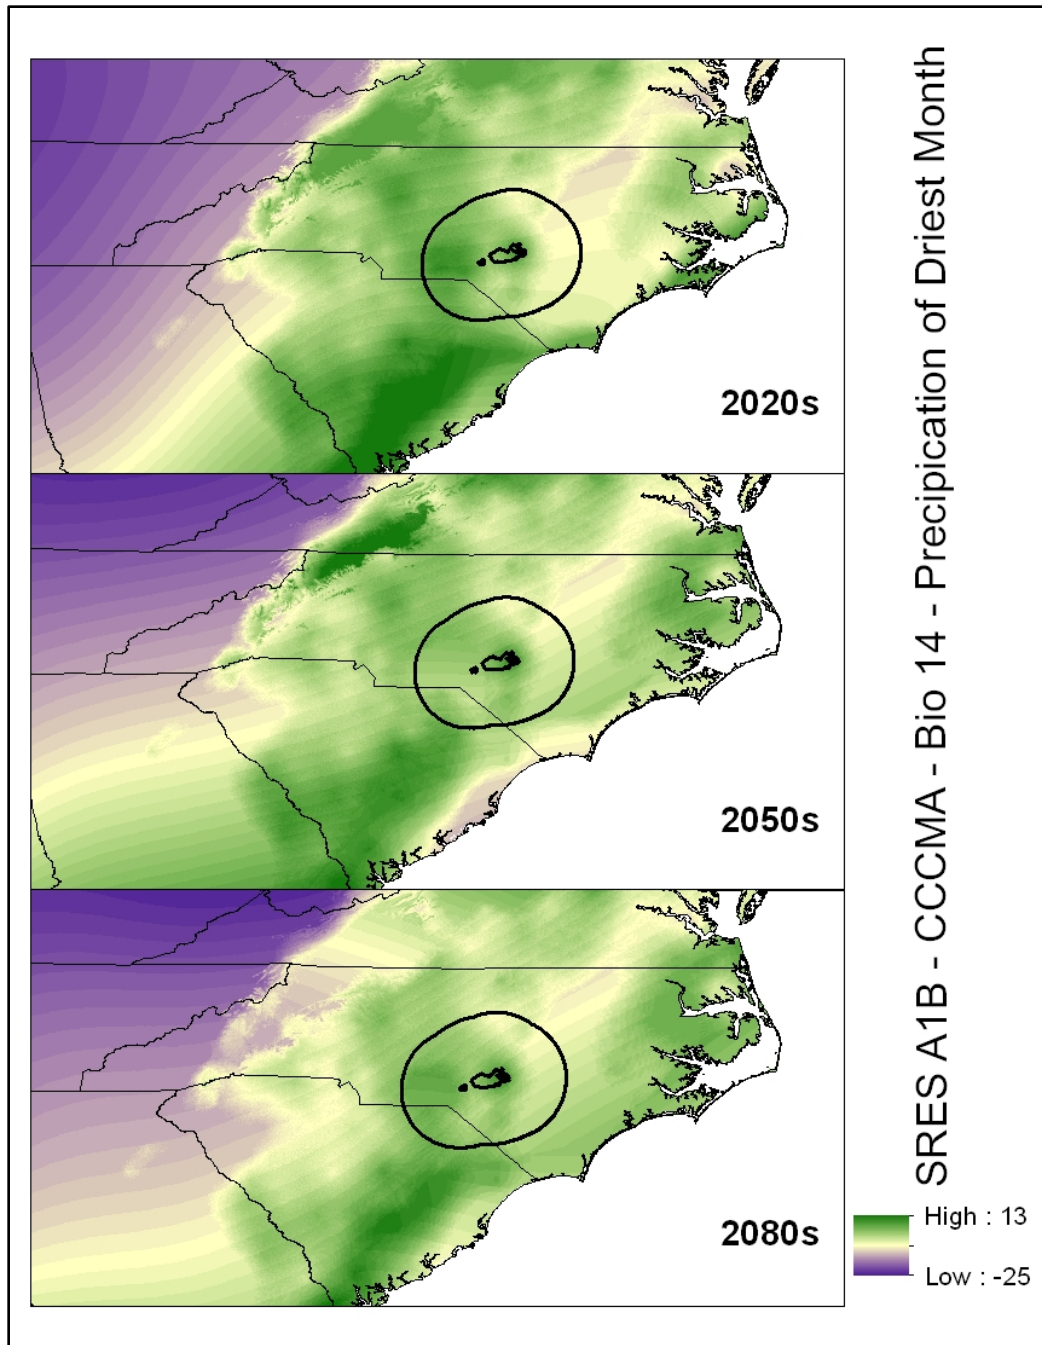 2020s
2050s
2080s
SRES A1B - CCCMA - Bio 14 - Precipication of Driest Month
High : 13
Low : -25